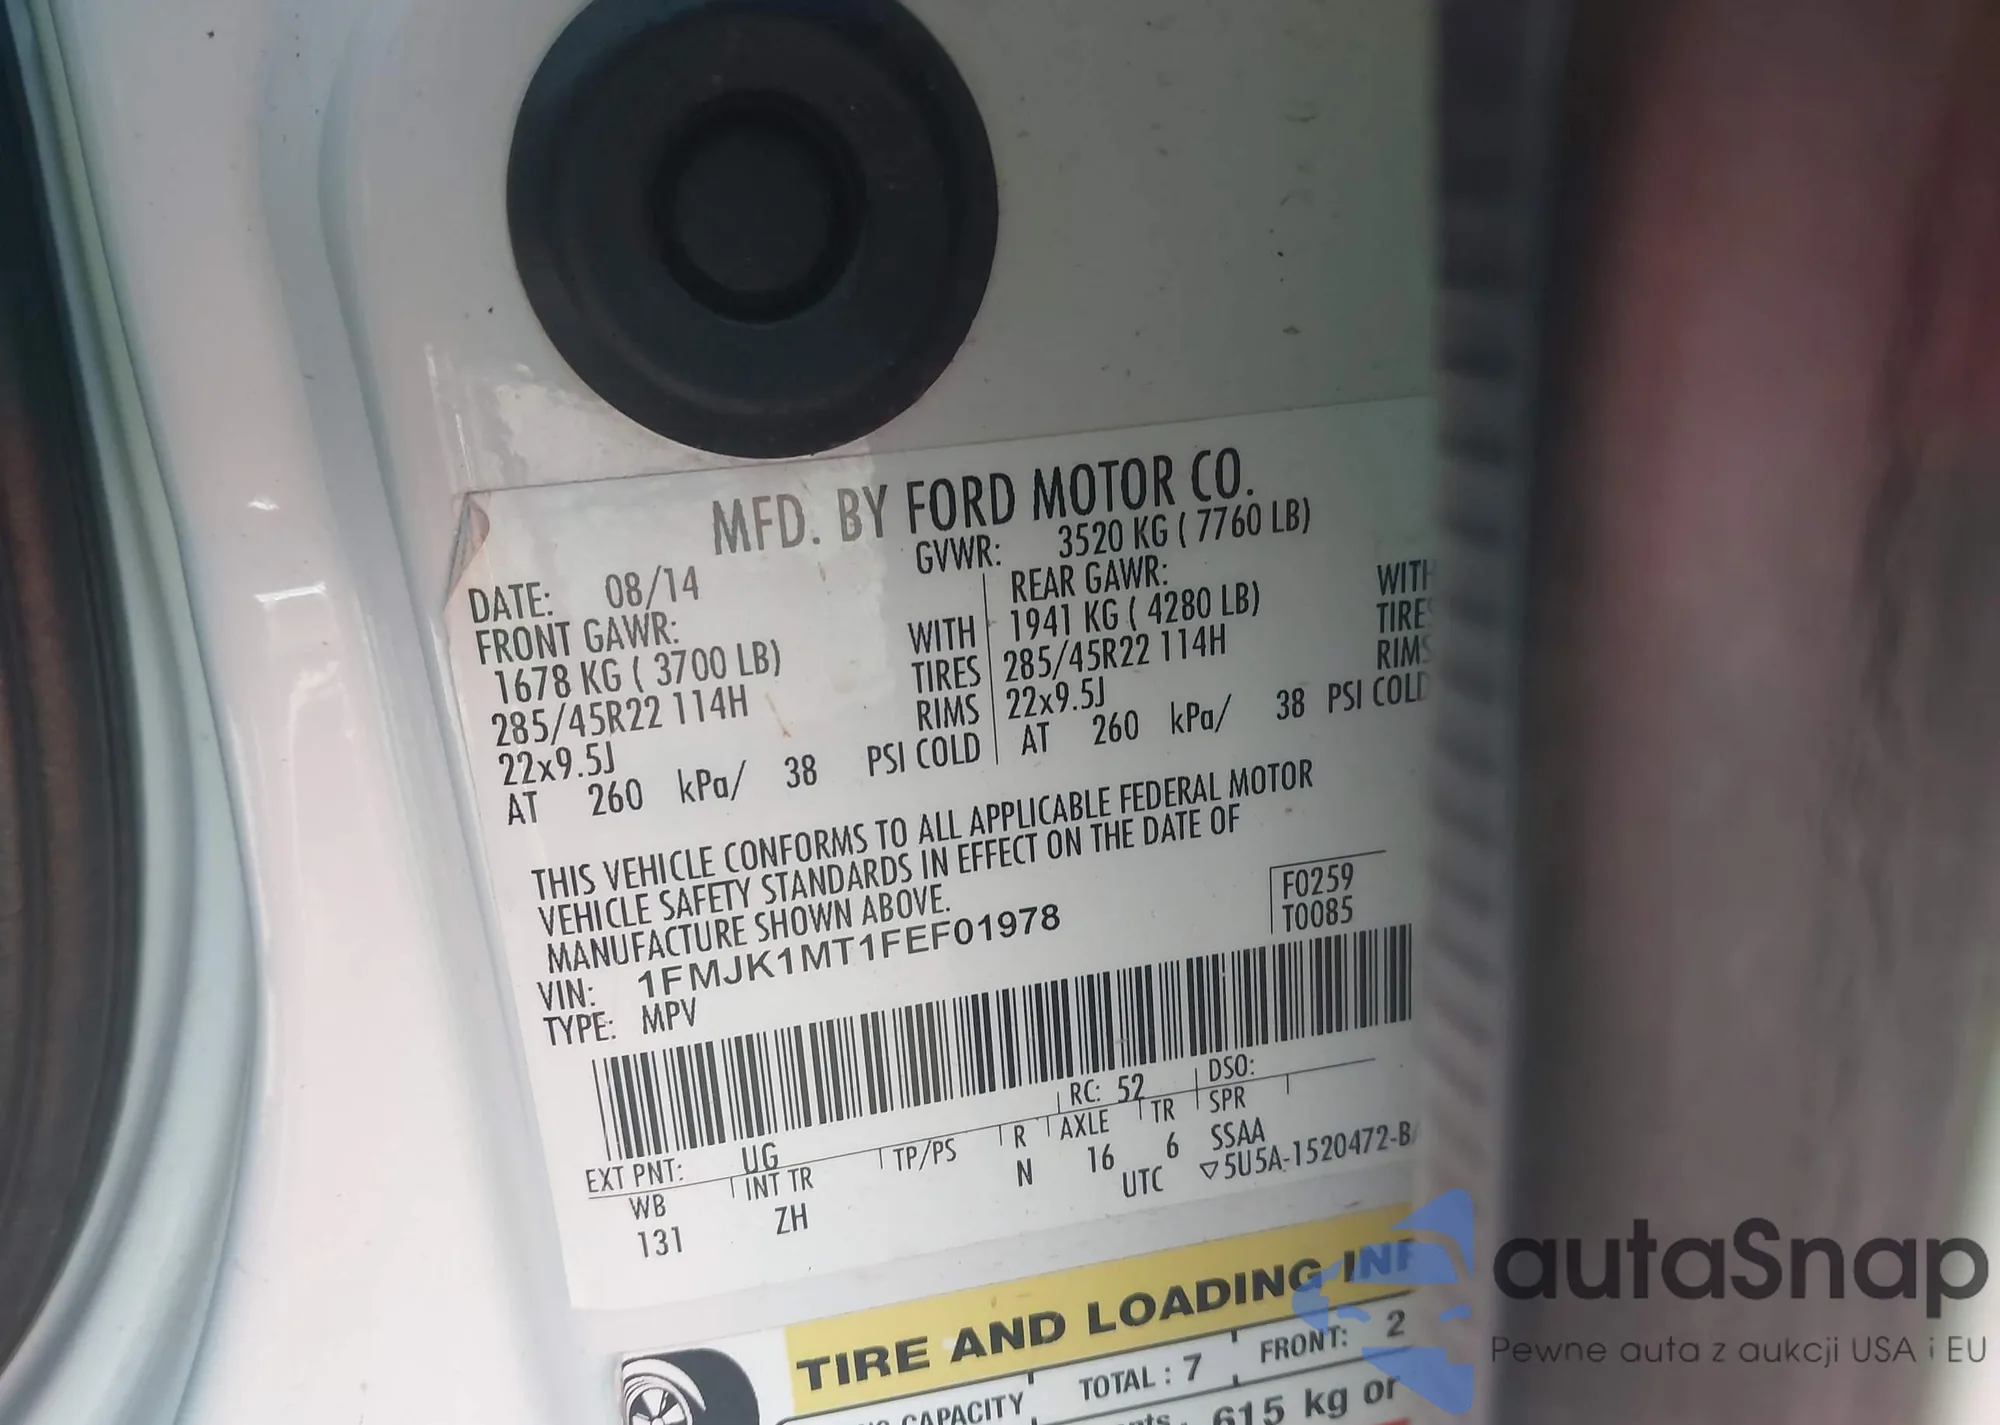 MFD. BY FORD MOTOR CO.
DATE: 08/14 GVWR: 3520 KG ( 7760 LB)
FRONT GAWR: REAR GAWR:
1678 KG ( 3700 LB) WITH 1941 KG ( 4280 LB) WITH
285/45R22 114H TIRES 285/45R22 114H TIRES
22x9.5J RIMS 22x9.5J RIMS
AT 260 kPa/ 38 PSI COLD AT 260 kPa/ 38 PSI COLD
THIS VEHICLE CONFORMS TO ALL APPLICABLE FEDERAL MOTOR
VEHICLE SAFETY STANDARDS IN EFFECT ON THE DATE OF
MANUFACTURE SHOWN ABOVE.
F0259
T0085
VIN: 1FMJK1MT1FEF01978
TYPE: MPV
EXT PNT: UG RC: 52 DSO:
WB INT TR TP/PS R AXLE TR SPR
131 ZH N 16 6 SSAA
UTC ▽5U5A-1520472-B
TIRE AND LOADING INF
CAPACITY TOTAL : 7 FRONT: 2
615 kg or
autaSnap
Pewne auta z aukcji USA i EU